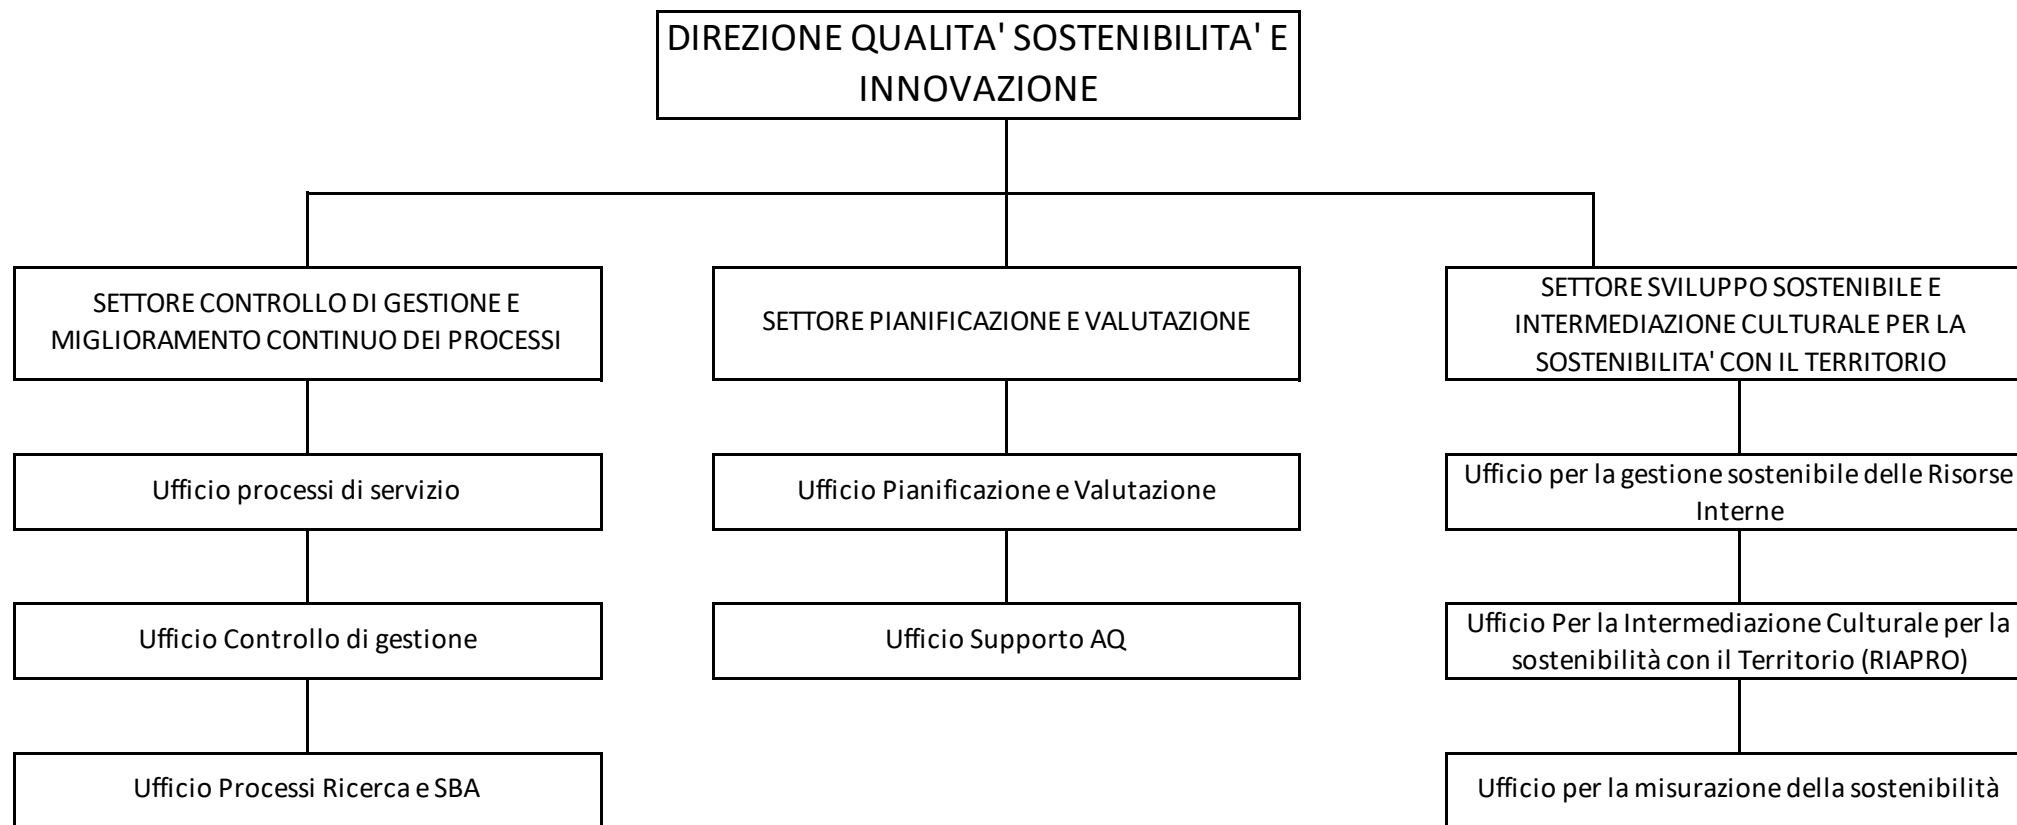 DIREZIONE QUALITA' SOSTENIBILITA' E
INNOVAZIONE
SETTORE CONTROLLO DI GESTIONE E
MIGLIORAMENTO CONTINUO DEI PROCESSI
SETTORE PIANIFICAZIONE E VALUTAZIONE
SETTORE SVILUPPO SOSTENIBILE E
INTERMEDIAZIONE CULTURALE PER LA
SOSTENIBILITA' CON IL TERRITORIO
Ufficio processi di servizio
Ufficio Pianificazione e Valutazione
Ufficio per la gestione sostenibile delle Risorse
Interne
Ufficio Controllo di gestione
Ufficio Supporto AQ
Ufficio Per la Intermediazione Culturale per la
sostenibilità con il Territorio (RIAPRO)
Ufficio Processi Ricerca e SBA
Ufficio per la misurazione della sostenibilità